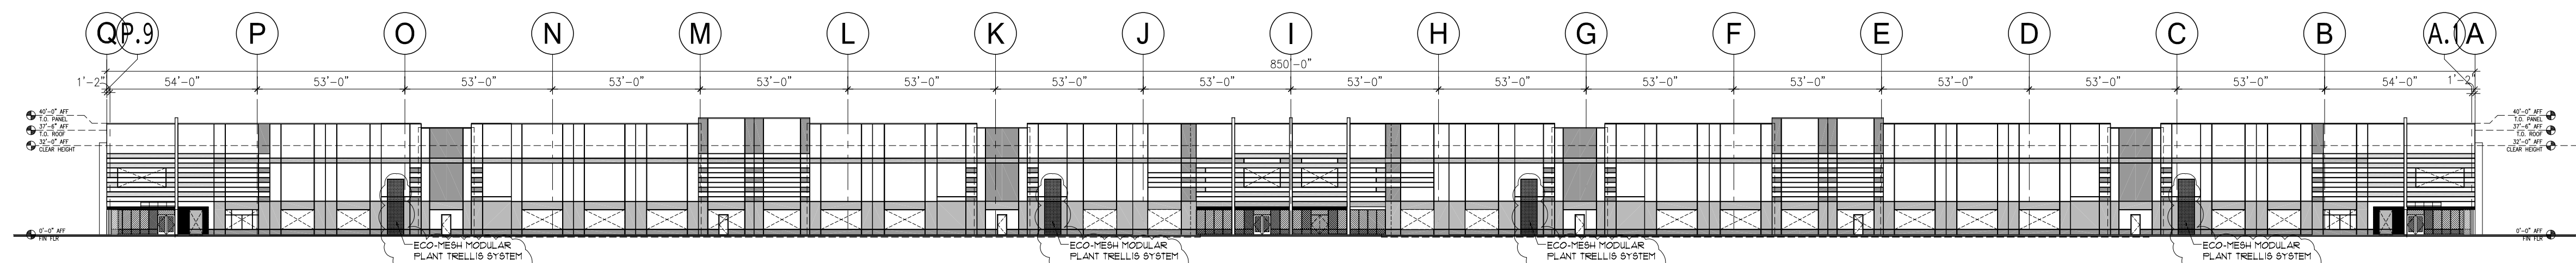 Q P.9 P O N M L K J I H G F E D C B A.1 A
850'-0"
1'-2" 54'-0" 53'-0" 53'-0" 53'-0" 53'-0" 53'-0" 53'-0" 53'-0" 53'-0" 53'-0" 53'-0" 53'-0" 53'-0" 53'-0" 53'-0" 54'-0" 1'-2"
40'-0" AFF
T.O. PANEL
37'-6" AFF
T.O. ROOF
32'-0" AFF
CLEAR HEIGHT
0'-0" AFF
FIN FLR
ECO-MESH MODULAR
PLANT TRELLIS SYSTEM
ECO-MESH MODULAR
PLANT TRELLIS SYSTEM
ECO-MESH MODULAR
PLANT TRELLIS SYSTEM
ECO-MESH MODULAR
PLANT TRELLIS SYSTEM
40'-0" AFF
T.O. PANEL
37'-6" AFF
T.O. ROOF
32'-0" AFF
CLEAR HEIGHT
0'-0" AFF
FIN FLR